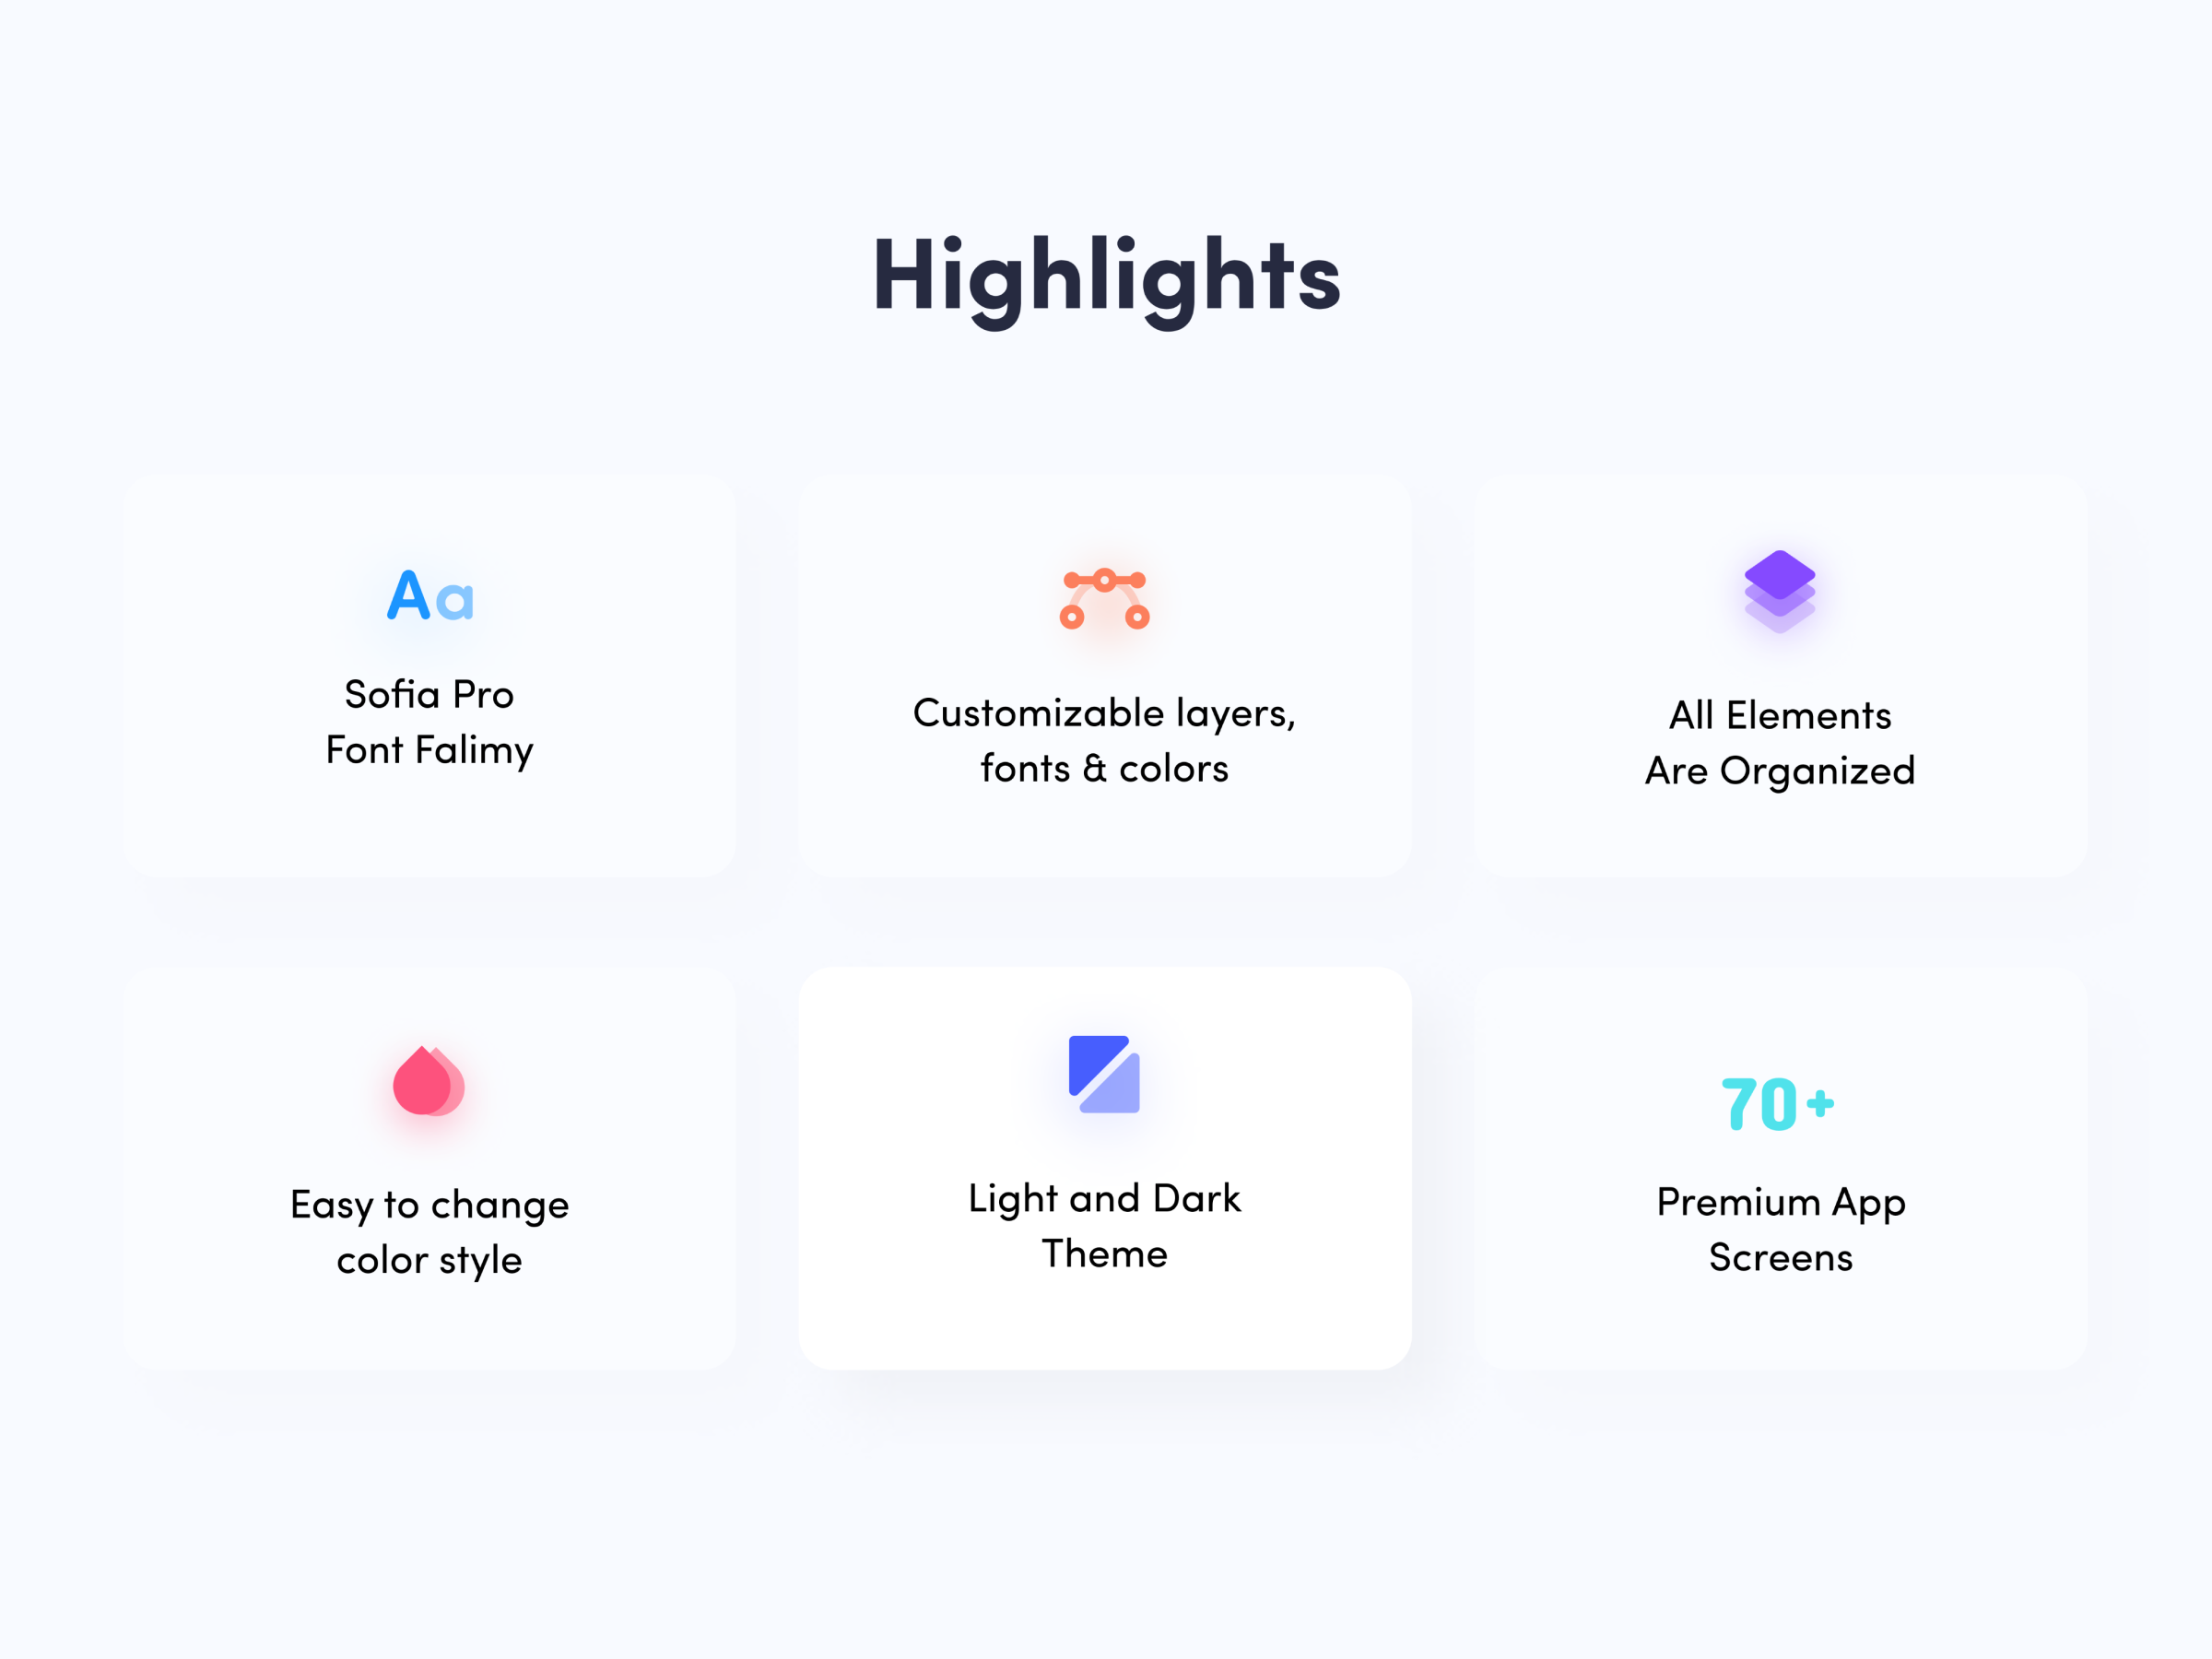 Highlights
Aa
Sofia Pro
Font Falimy
Customizable layers,
fonts & colors
All Elements
Are Organized
Easy to change
color style
Light and Dark
Theme
70+
Premium App
Screens